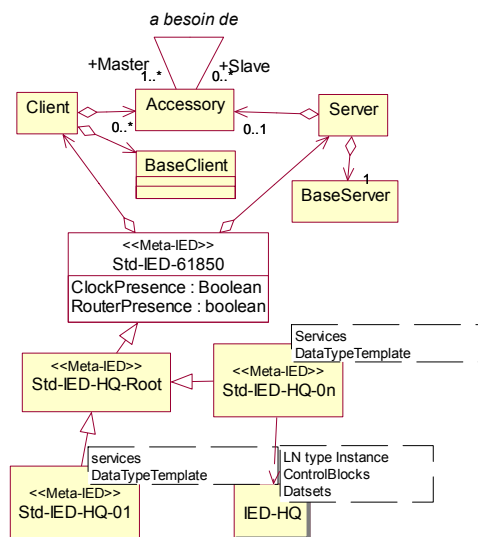 a besoin de
+Master
+Slave
1..*
0..*
Client
Accessory
Server
0..*
0..1
BaseClient
BaseServer
1
<<Meta-IED>>
Std-IED-61850
ClockPresence : Boolean
RouterPresence : boolean
Services
DataTypeTemplate
<<Meta-IED>>
Std-IED-HQ-Root
<<Meta-IED>>
Std-IED-HQ-0n
services
DataTypeTemplate
LN type Instance
ControlBlocks
Datsets
<<Meta-IED>>
Std-IED-HQ-01
IED-HQ